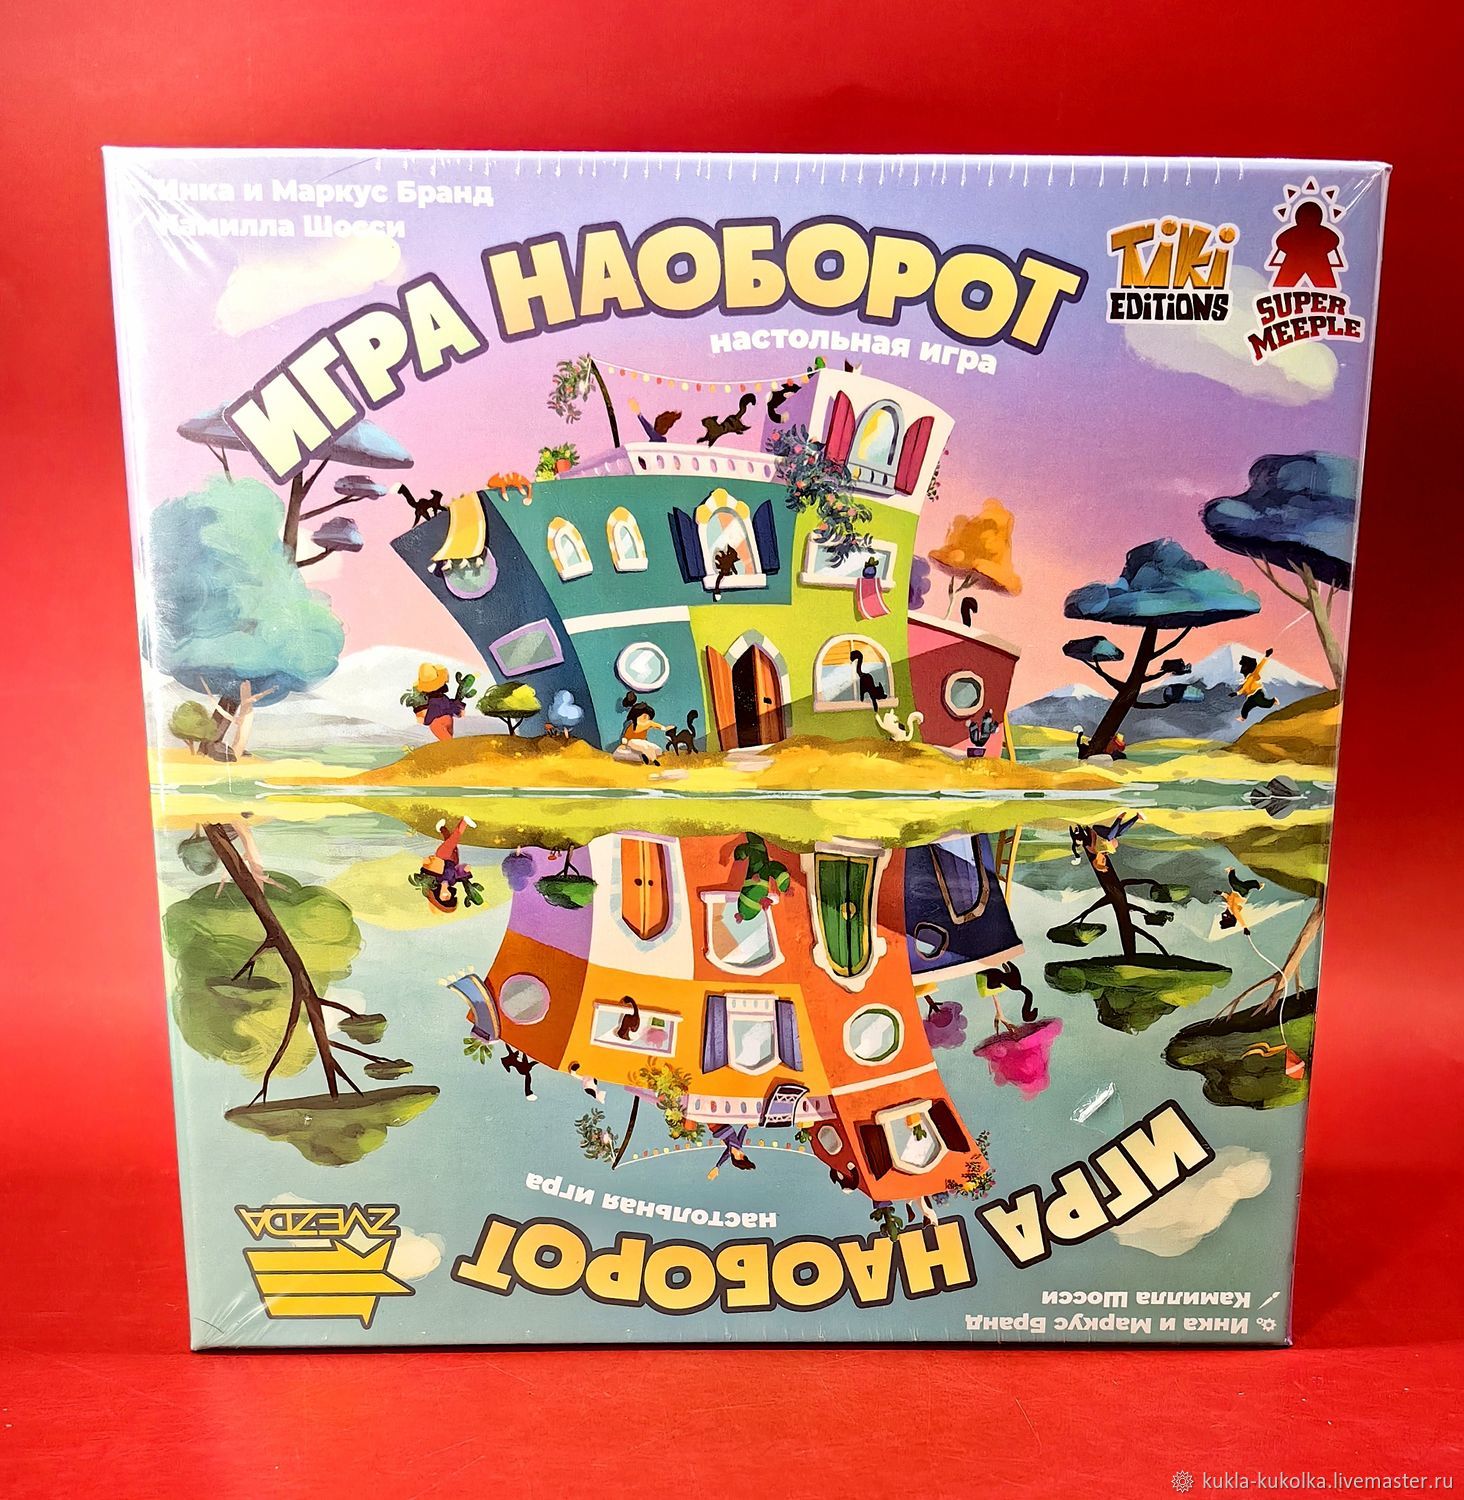 Инка и Маркус Бранд
Камилла Шосси
ИГРА НАОБОРОТ
настольная игра
TiKi
EDITIONS
SUPER
MEEPLE
настольная игра
ИГРА НАОБОРОТ
ZVEZDA
Камилла Шосси
Инка и Маркус Бранд
kukla-kukolka.livemaster.ru